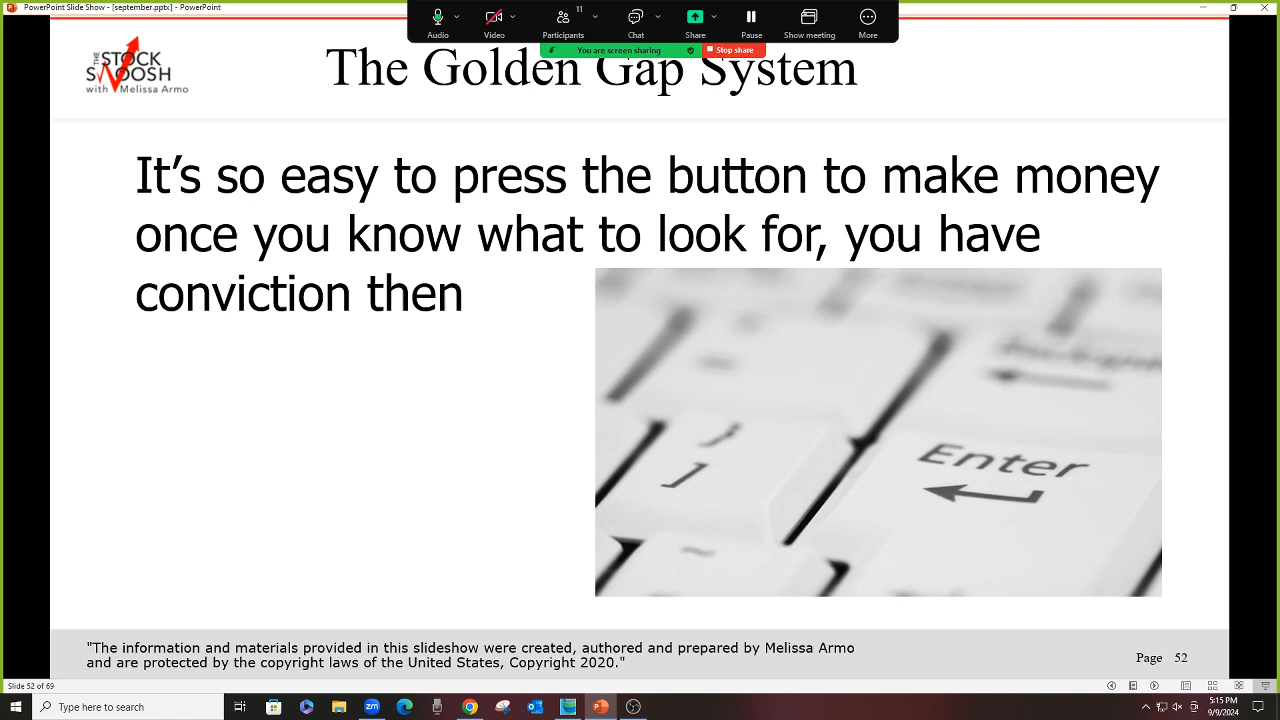 PowerPoint Slide Show - [september.pptx] - PowerPoint
Audio
Video
11
Participants
Chat
Share
Pause
Show meeting
More
You are screen sharing
Stop share
THE
STOCK
SWOOSH
with Melissa Armo
The Golden Gap System
It's so easy to press the button to make money
once you know what to look for, you have
conviction then
}
]
Enter
~
"The information and materials provided in this slideshow were created, authored and prepared by Melissa Armo
and are protected by the copyright laws of the United States, Copyright 2020."
Page 52
Slide 52 of 69
Type here to search
zm
5:15 PM
9/9/2024